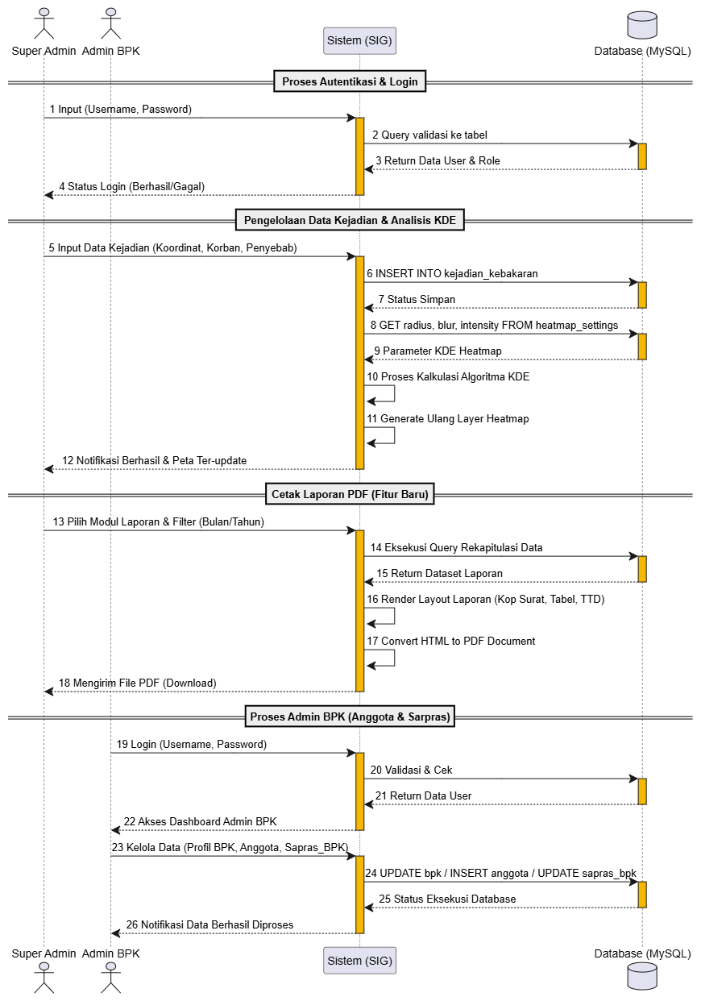 Super Admin Admin BPK Sistem (SIG) Database (MySQL)
Proses Autentikasi & Login
1 Input (Username, Password)
2 Query validasi ke tabel
3 Return Data User & Role
4 Status Login (Berhasil/Gagal)
Pengelolaan Data Kejadian & Analisis KDE
5 Input Data Kejadian (Koordinat, Korban, Penyebab)
6 INSERT INTO kejadian_kebakaran
7 Status Simpan
8 GET radius, blur, intensity FROM heatmap_settings
9 Parameter KDE Heatmap
10 Proses Kalkulasi Algoritma KDE
11 Generate Ulang Layer Heatmap
12 Notifikasi Berhasil & Peta Ter-update
Cetak Laporan PDF (Fitur Baru)
13 Pilih Modul Laporan & Filter (Bulan/Tahun)
14 Eksekusi Query Rekapitulasi Data
15 Return Dataset Laporan
16 Render Layout Laporan (Kop Surat, Tabel, TTD)
17 Convert HTML to PDF Document
18 Mengirim File PDF (Download)
Proses Admin BPK (Anggota & Sarpras)
19 Login (Username, Password)
20 Validasi & Cek
21 Return Data User
22 Akses Dashboard Admin BPK
23 Kelola Data (Profil BPK, Anggota, Sapras_BPK)
24 UPDATE bpk / INSERT anggota / UPDATE sapras_bpk
25 Status Eksekusi Database
26 Notifikasi Data Berhasil Diproses
Super Admin Admin BPK Sistem (SIG) Database (MySQL)